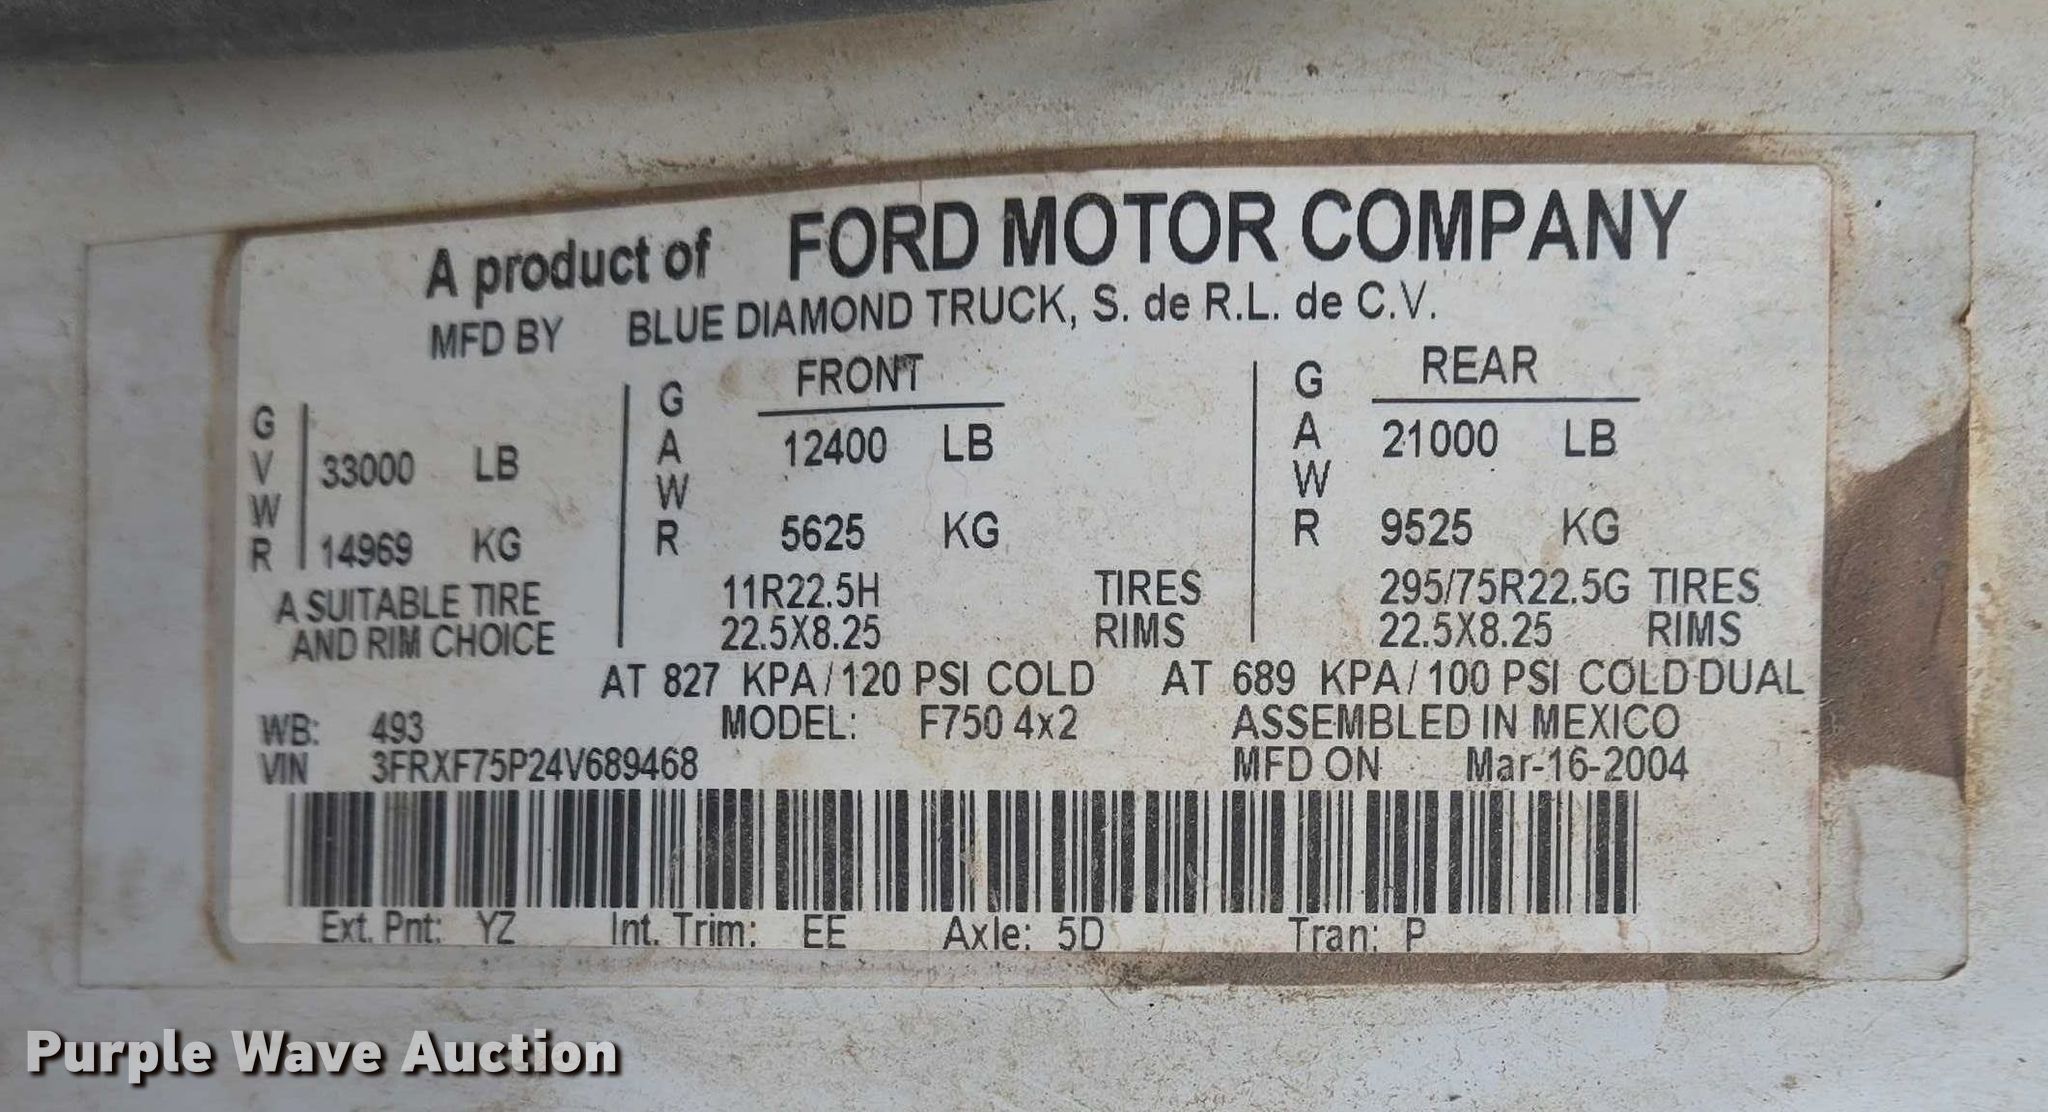 A product of FORD MOTOR COMPANY
MFD BY BLUE DIAMOND TRUCK, S. de R.L. de C.V.
GVWR 33000 LB
14969 KG
A SUITABLE TIRE
AND RIM CHOICE
GAWR FRONT
12400 LB
5625 KG
11R22.5H TIRES
22.5X8.25 RIMS
AT 827 KPA/120 PSI COLD
GAWR REAR
21000 LB
9525 KG
295/75R22.5G TIRES
22.5X8.25 RIMS
AT 689 KPA/100 PSI COLD DUAL
WB: 493 MODEL: F750 4x2 ASSEMBLED IN MEXICO
VIN 3FRXF75P24V689468 MFD ON Mar-16-2004
Ext. Pnt: YZ Int. Trim: EE Axle: 5D Tran: P
Purple Wave Auction